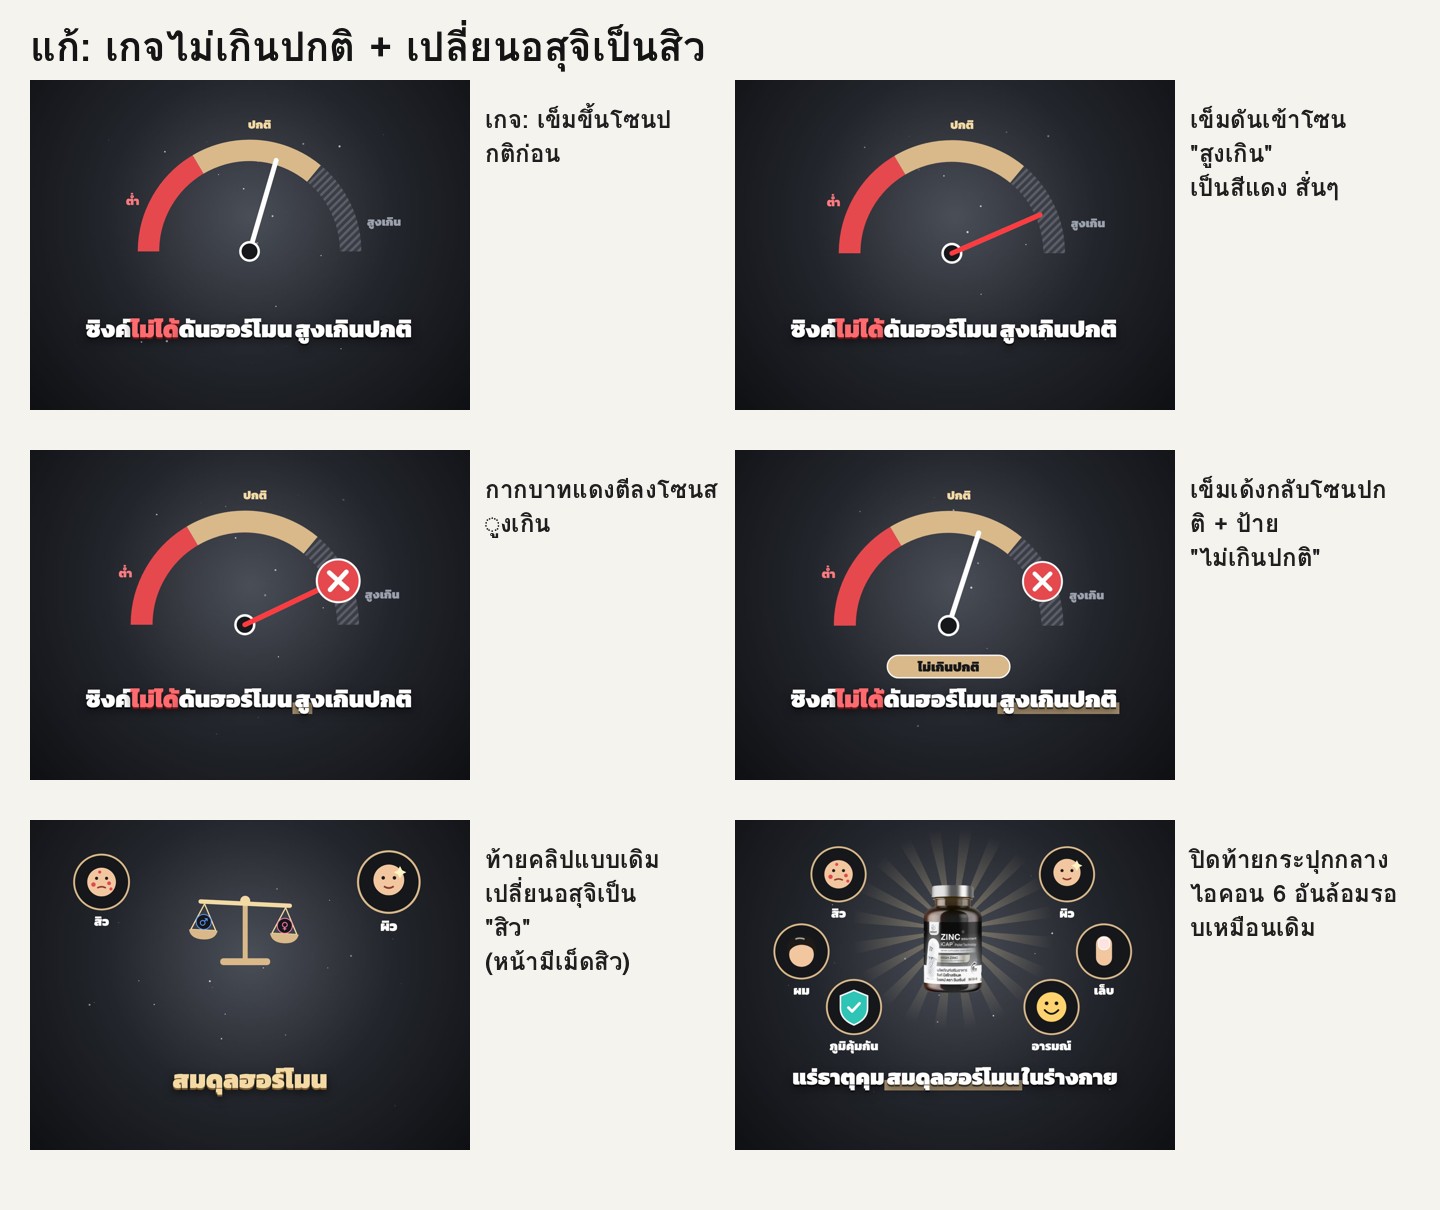 แก้: เกจไม่เกินปกติ + เปลี่ยนอสุจิเป็นสิว
ปกติ
ต่ำ
สูงเกิน
ซิงค์ไม่ได้ดันฮอร์โมนสูงเกินปกติ
เกจ: เข็มขึ้นโซนป
กติก่อน
ปกติ
ต่ำ
สูงเกิน
ซิงค์ไม่ได้ดันฮอร์โมนสูงเกินปกติ
เข็มดันเข้าโซน
"สูงเกิน"
เป็นสีแดง สั่นๆ
ปกติ
ต่ำ
สูงเกิน
ซิงค์ไม่ได้ดันฮอร์โมนสูงเกินปกติ
กากบาทแดงตีลงโซนส
ูงเกิน
ปกติ
ต่ำ
สูงเกิน
ไม่เกินปกติ
ซิงค์ไม่ได้ดันฮอร์โมนสูงเกินปกติ
เข็มเด้งกลับโซนปก
ติ + ป้าย
"ไม่เกินปกติ"
สิว
ผิว
สมดุลฮอร์โมน
ท้ายคลิปแบบเดิม
เปลี่ยนอสุจิเป็น
"สิว"
(หน้ามีเม็ดสิว)
สิว
ผิว
ผม
เล็บ
ภูมิคุ้มกัน
อารมณ์
ZINC
แร่ธาตุคุมสมดุลฮอร์โมนในร่างกาย
ปิดท้ายกระปุกกลาง
ไอคอน 6 อันล้อมรอ
บเหมือนเดิม